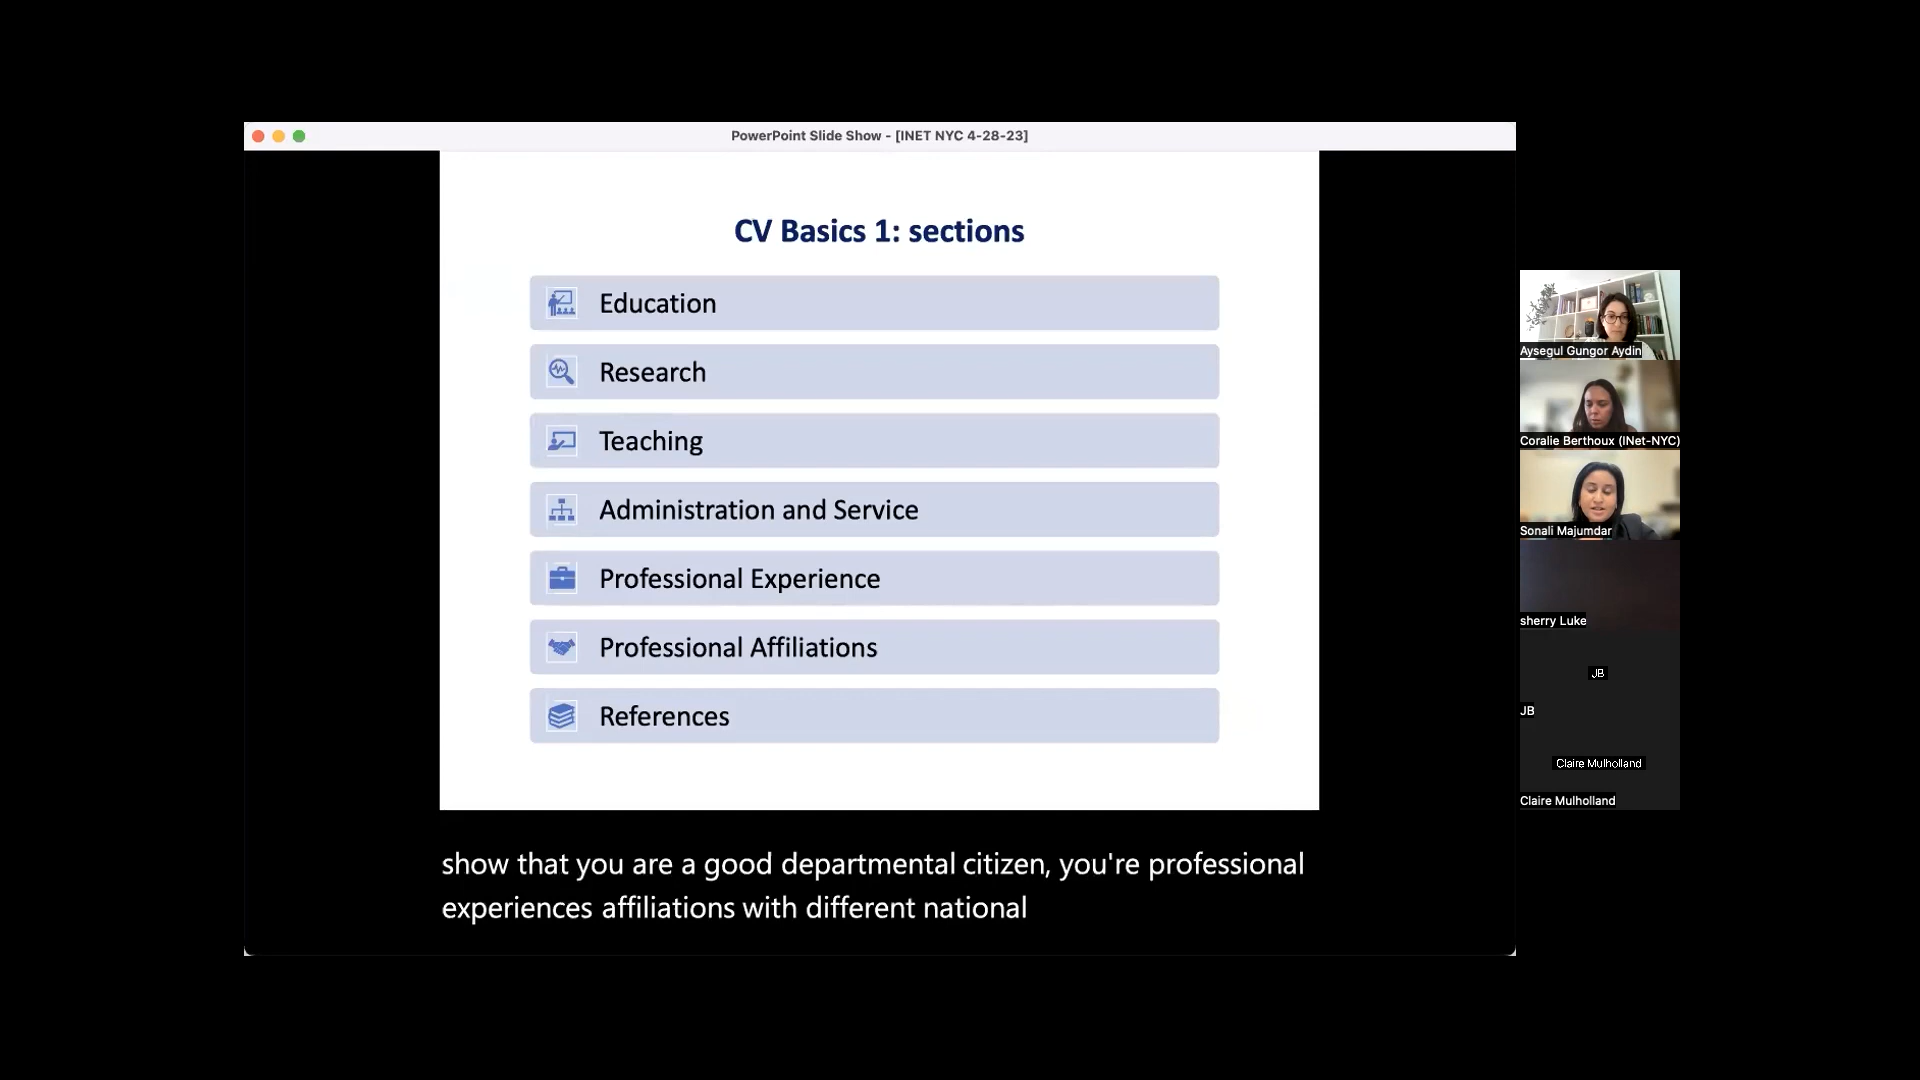 PowerPoint Slide Show - [INET NYC 4-28-23]
CV Basics 1: sections
Education
Research
Teaching
Administration and Service
Professional Experience
Professional Affiliations
References
show that you are a good departmental citizen, you're professional
experiences affiliations with different national
Aysegul Gungor Aydin
Coralie Berthoux (INet-NYC)
Sonali Majumdar
sherry Luke
JB
JB
Claire Mulholland
Claire Mulholland